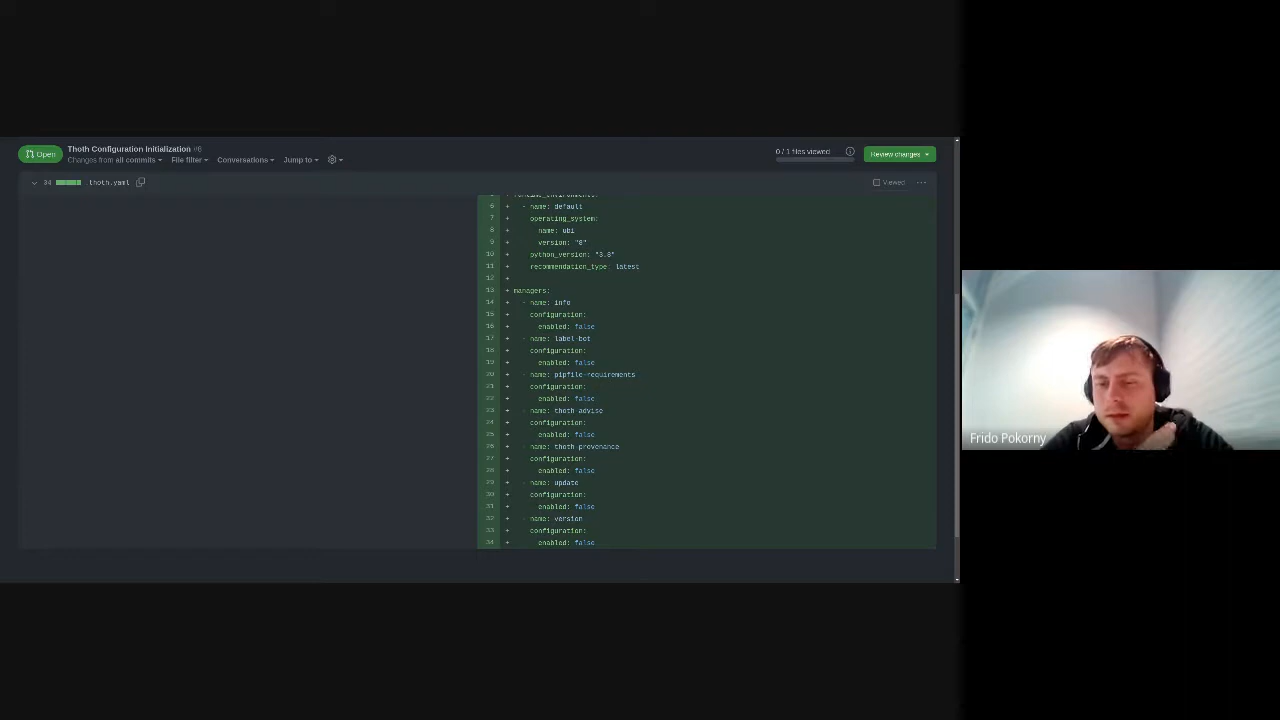 Open
Thoth Configuration Initialization #6
Changes from all commits
File filter
Conversations
Jump to
0 / 1 files viewed
Review changes
34
.thoth.yaml
Viewed
6 + - name: default
7 + operating_system:
8 + name: ubi
9 + version: "8"
10 + python_version: "3.8"
11 + recommendation_type: latest
12 +
13 + managers:
14 + - name: info
15 + configuration:
16 + enabled: false
17 + - name: label-bot
18 + configuration:
19 + enabled: false
20 + - name: pipfile-requirements
21 + configuration:
22 + enabled: false
23 + - name: thoth-advise
24 + configuration:
25 + enabled: false
26 + - name: thoth-provenance
27 + configuration:
28 + enabled: false
29 + - name: update
30 + configuration:
31 + enabled: false
32 + - name: version
33 + configuration:
34 + enabled: false
Frido Pokorny